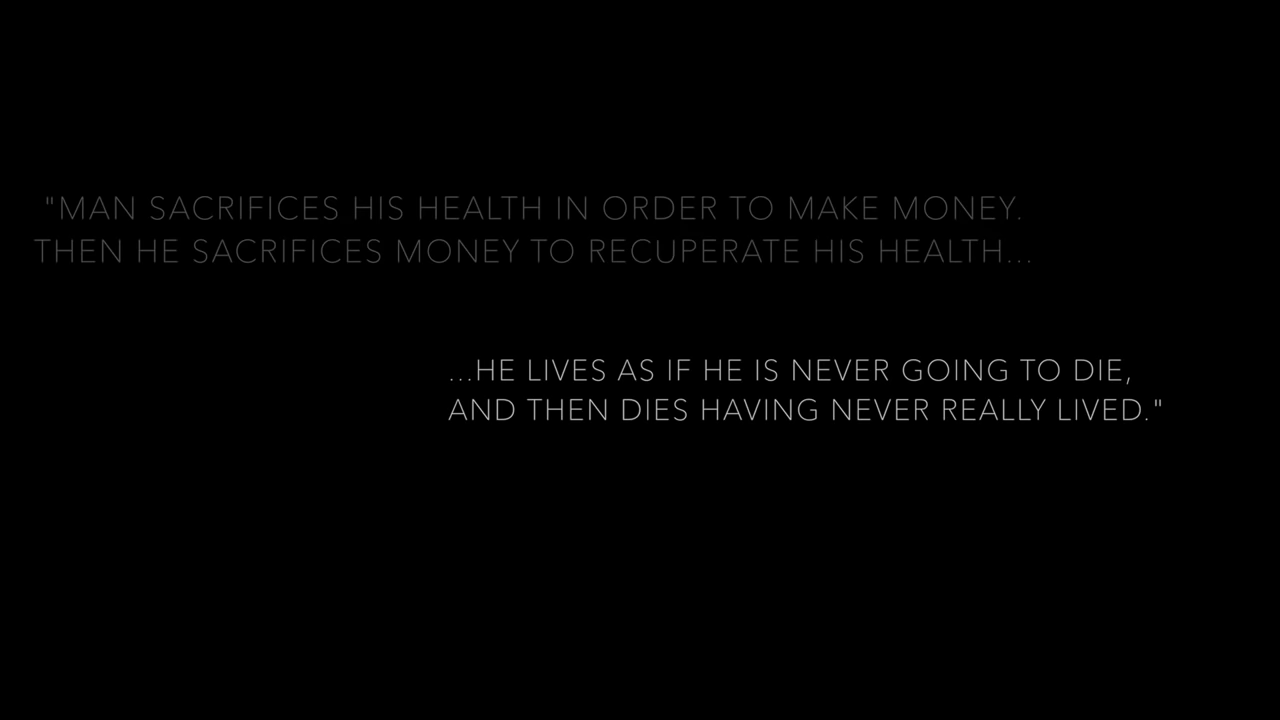 "MAN SACRIFICES HIS HEALTH IN ORDER TO MAKE MONEY.
THEN HE SACRIFICES MONEY TO RECUPERATE HIS HEALTH...
...HE LIVES AS IF HE IS NEVER GOING TO DIE,
AND THEN DIES HAVING NEVER REALLY LIVED."